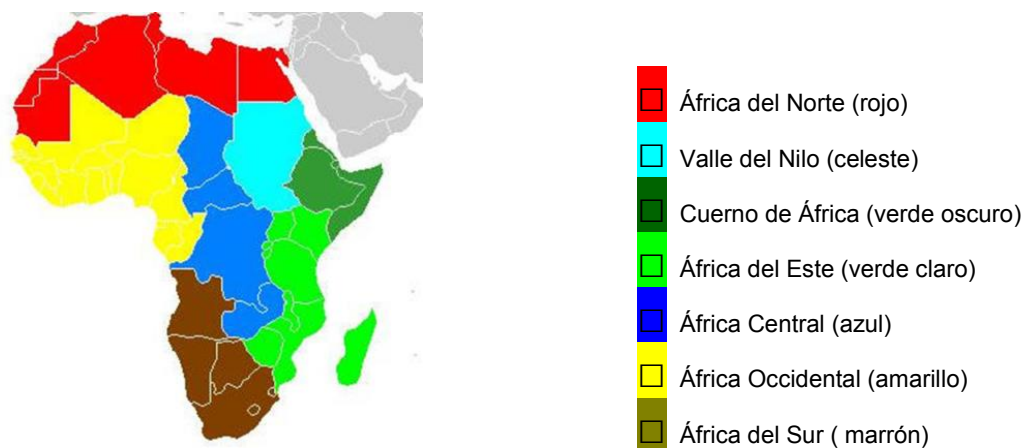 África del Norte (rojo)
Valle del Nilo (celeste)
Cuerno de África (verde oscuro)
África del Este (verde claro)
África Central (azul)
África Occidental (amarillo)
África del Sur ( marrón)